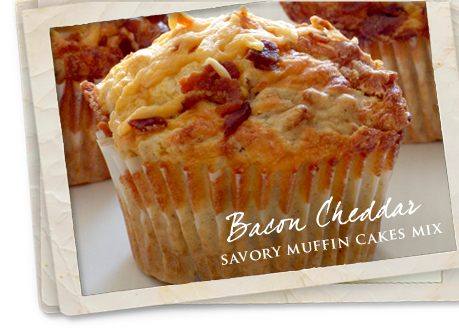 Bacon Cheddar
SAVORY MUFFIN CAKES MIX